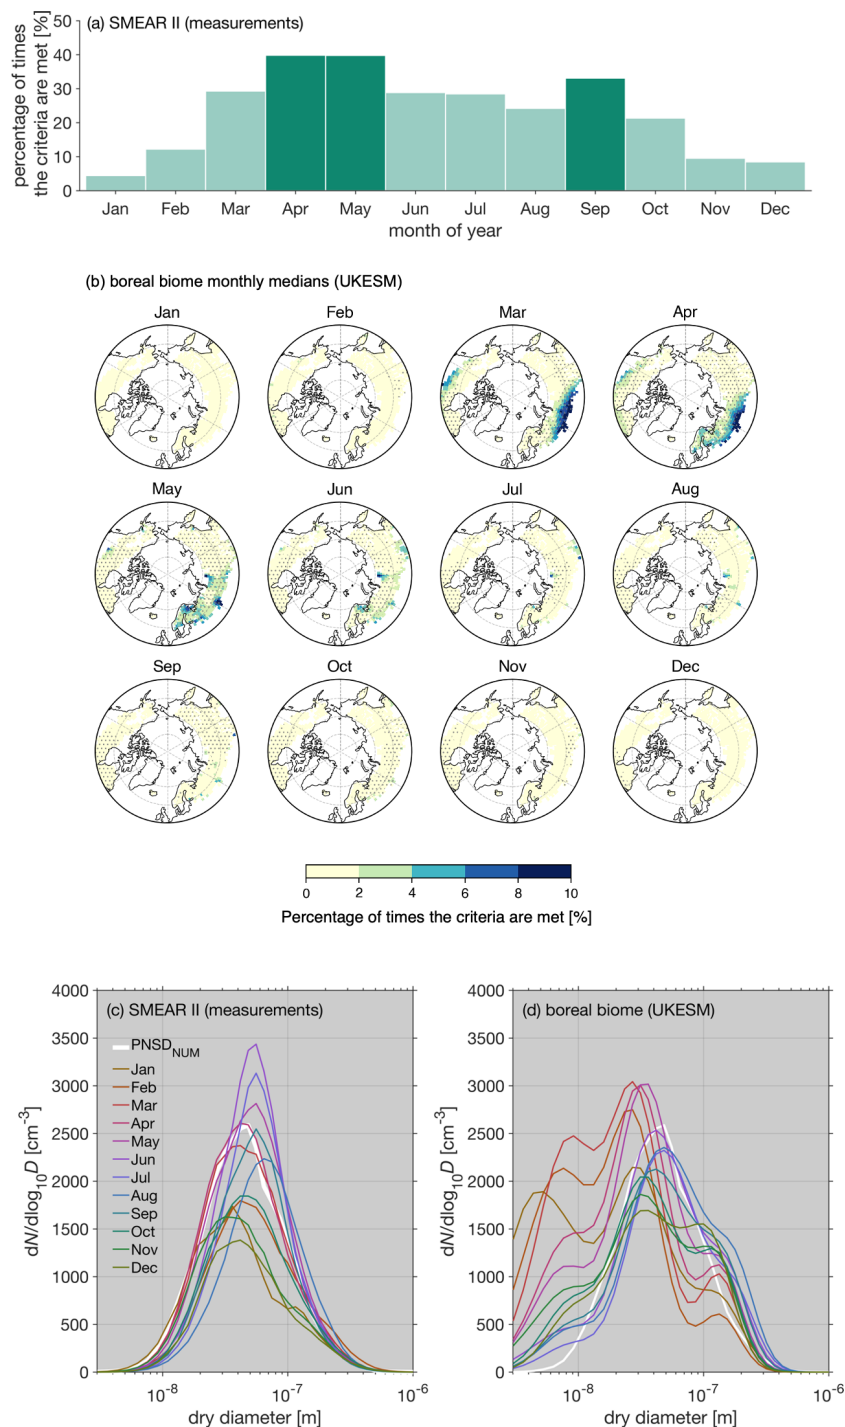 (a) SMEAR II (measurements)
percentage of times
the criteria are met [%]
50
40
30
20
10
0
Jan Feb Mar Apr May Jun Jul Aug Sep Oct Nov Dec
month of year
(b) boreal biome monthly medians (UKESM)
Jan Feb Mar Apr
May Jun Jul Aug
Sep Oct Nov Dec
0 2 4 6 8 10
Percentage of times the criteria are met [%]
(c) SMEAR II (measurements)
dN/dlog10D [cm-3]
4000
3500
3000
2500
2000
1500
1000
500
0
PNSDNUM
Jan
Feb
Mar
Apr
May
Jun
Jul
Aug
Sep
Oct
Nov
Dec
10-8 10-7 10-6
dry diameter [m]
(d) boreal biome (UKESM)
dN/dlog10D [cm-3]
4000
3500
3000
2500
2000
1500
1000
500
0
10-8 10-7 10-6
dry diameter [m]